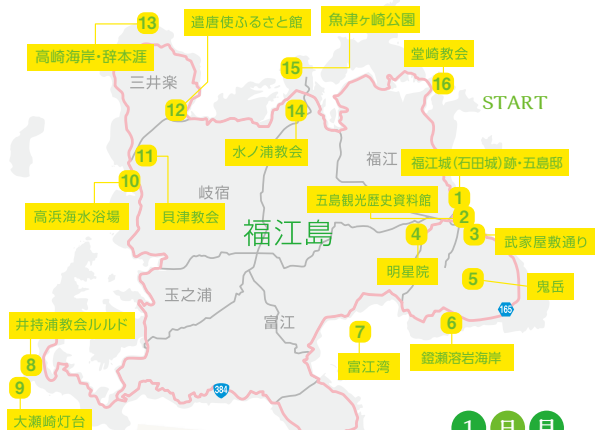 13
遣唐使ふるさと館
魚津ヶ崎公園
高崎海岸・辞本涯
15
堂崎教会
三井楽
16
START
12
14
水ノ浦教会
11
福江
福江城(石田城)跡・五島邸
10
岐宿
五島観光歴史資料館
1
高浜海水浴場
貝津教会
2
福江島
4
3
武家屋敷通り
明星院
5
鬼岳
玉之浦
165
井持浦教会ルルド
富江
7
6
8
富江湾
鐙瀬溶岩海岸
9
384
大瀬崎灯台
1日目